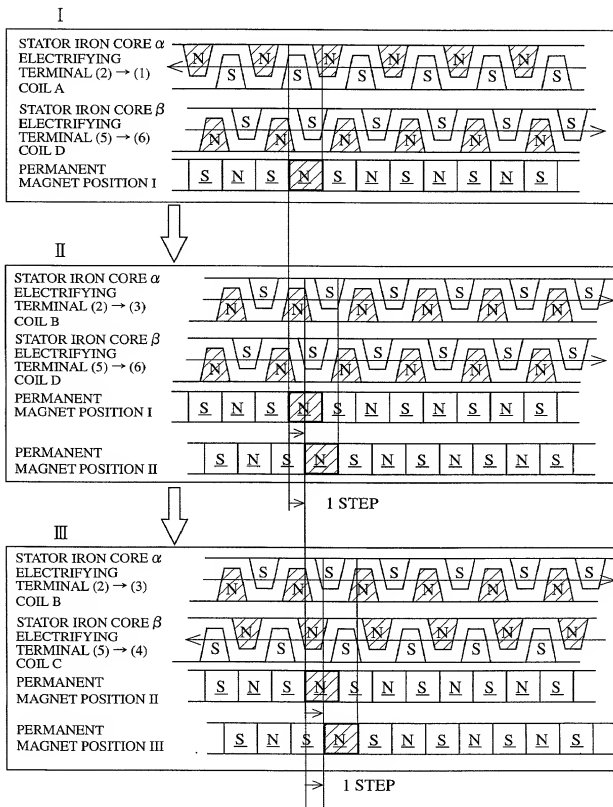 I
STATOR IRON CORE α
ELECTRIFYING
TERMINAL (2) → (1)
COIL A
N N N N N N
S S S S S S
STATOR IRON CORE β
ELECTRIFYING
TERMINAL (5) → (6)
COIL D
S S S S S S
N N N N N N
PERMANENT
MAGNET POSITION I
S N S N S N S N S N S
II
STATOR IRON CORE α
ELECTRIFYING
TERMINAL (2) → (3)
COIL B
S S S S S S
N N N N N N
STATOR IRON CORE β
ELECTRIFYING
TERMINAL (5) → (6)
COIL D
S S S S S S
N N N N N N
PERMANENT
MAGNET POSITION I
S N S N S N S N S N S
PERMANENT
MAGNET POSITION II
S N S N S N S N S N S
1 STEP
III
STATOR IRON CORE α
ELECTRIFYING
TERMINAL (2) → (3)
COIL B
S S S S S S
N N N N N N
STATOR IRON CORE β
ELECTRIFYING
TERMINAL (5) → (4)
COIL C
N N N N N N
S S S S S S
PERMANENT
MAGNET POSITION II
S N S N S N S N S N S
PERMANENT
MAGNET POSITION III
S N S N S N S N S N S
1 STEP